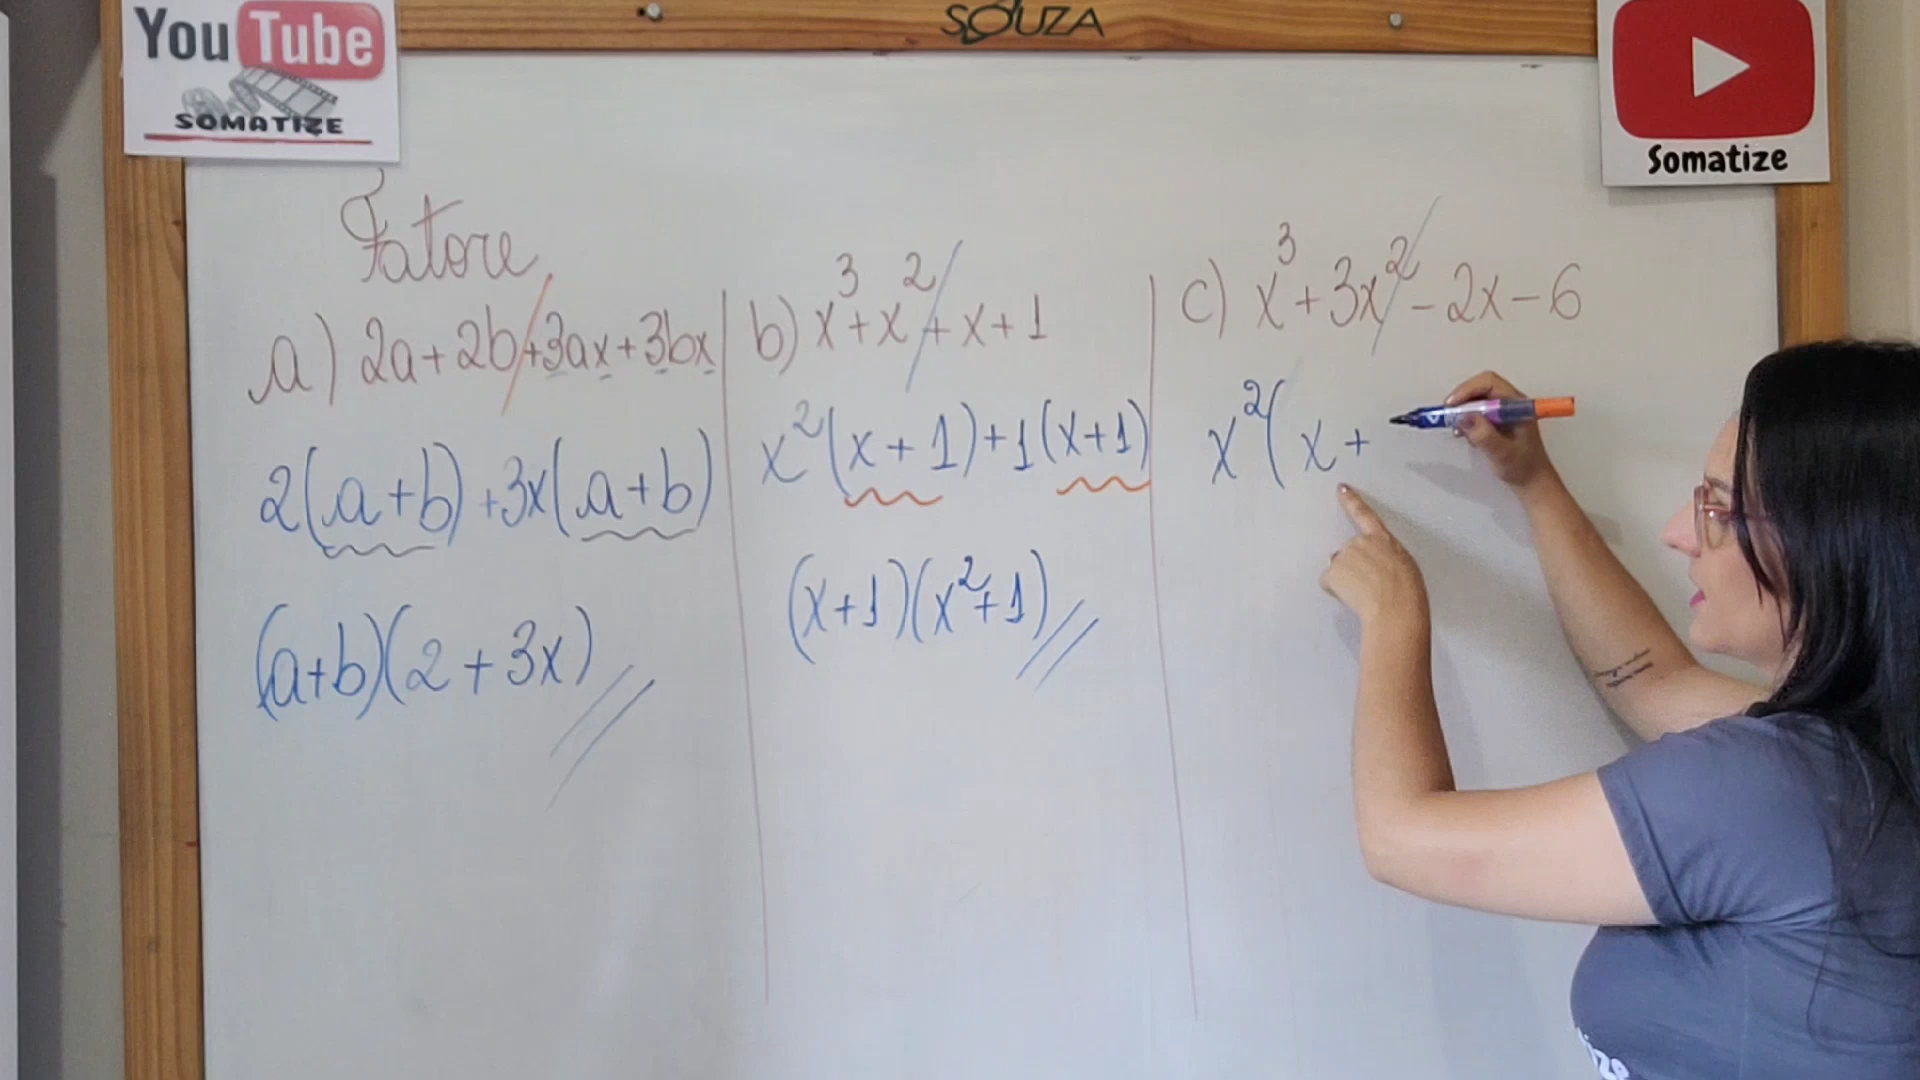 YouTube
SOMATIZE
SOUZA
Somatize
Fatore
a) 2a+2b+3ax+3bx
2(a+b)+3x(a+b)
(a+b)(2+3x)
b) x³+x²+x+1
x²(x+1)+1(x+1)
(x+1)(x²+1)
c) x³+3x²-2x-6
x²(x+